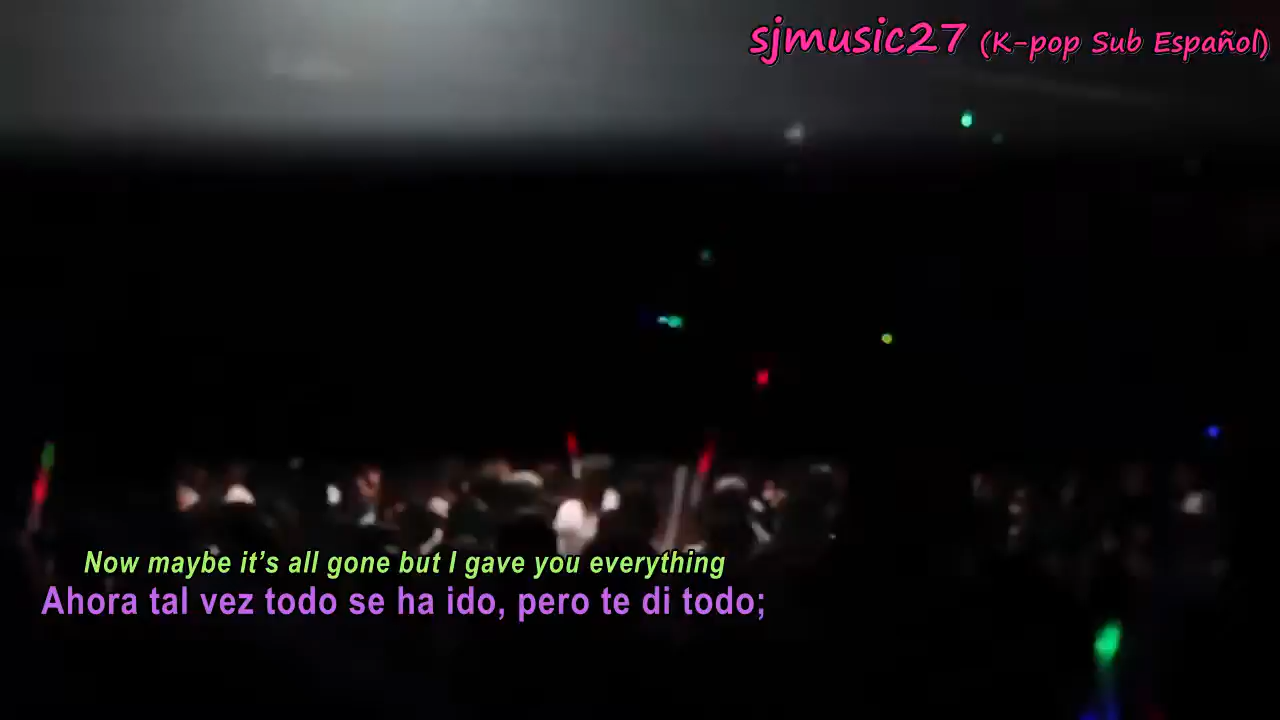 sjmusic27 (K-pop Sub Español)
Now maybe it's all gone but I gave you everything
Ahora tal vez todo se ha ido, pero te di todo;